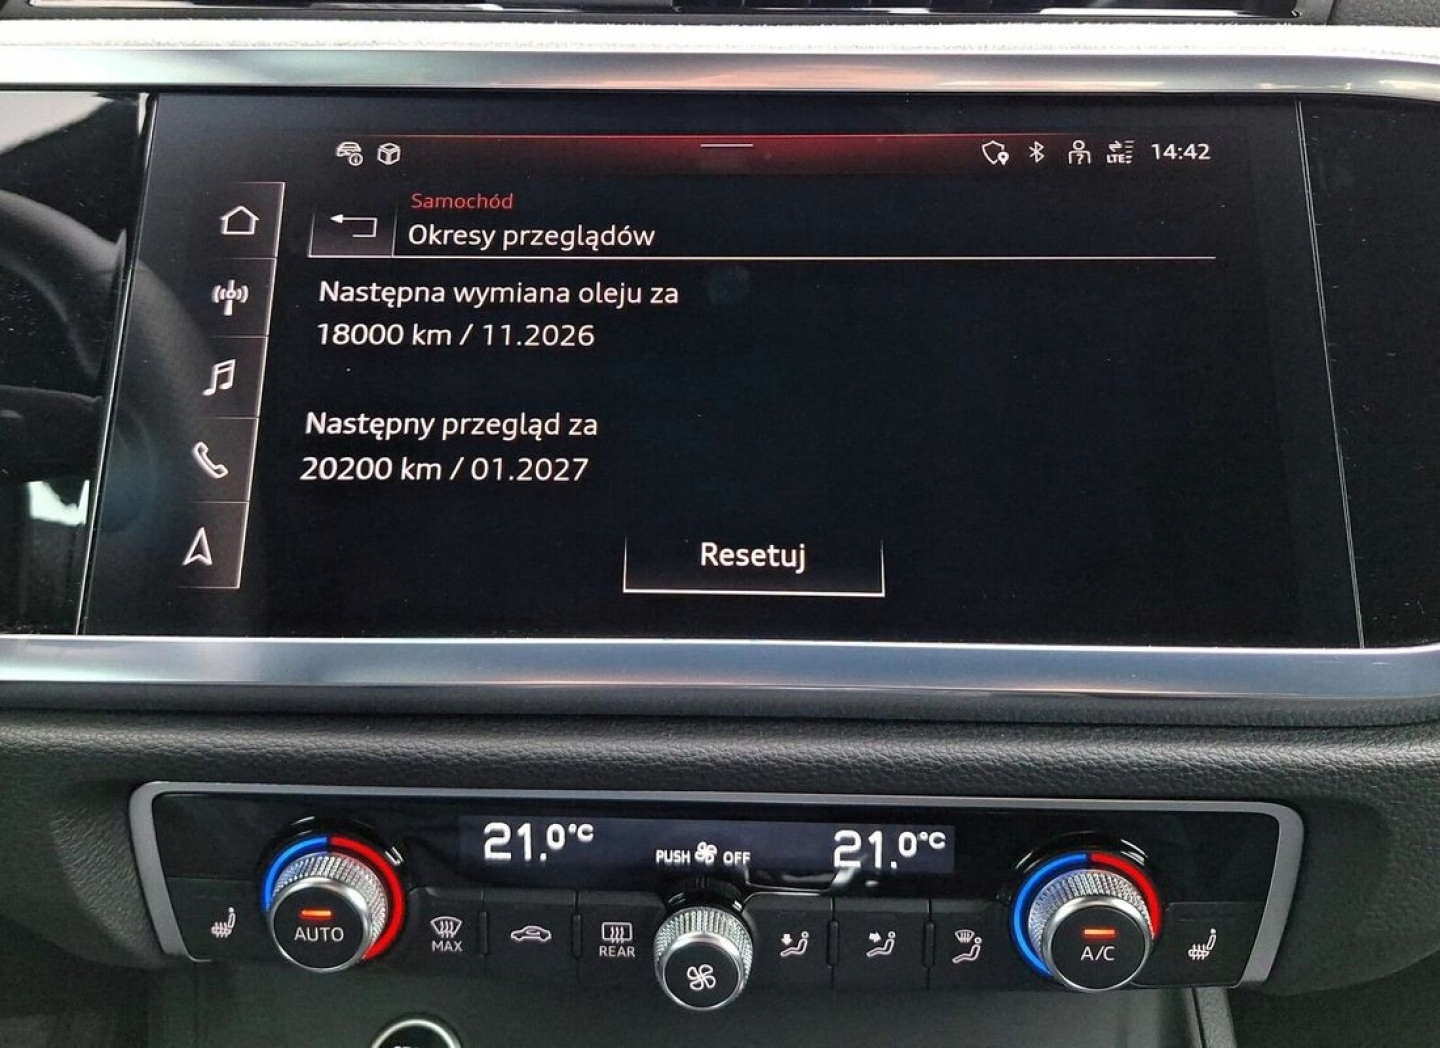 LTE 14:42
Samochód
Okresy przeglądów
Następna wymiana oleju za
18000 km / 11.2026
Następny przegląd za
20200 km / 01.2027
Resetuj
21.0°C PUSH OFF 21.0°C
AUTO MAX REAR A/C